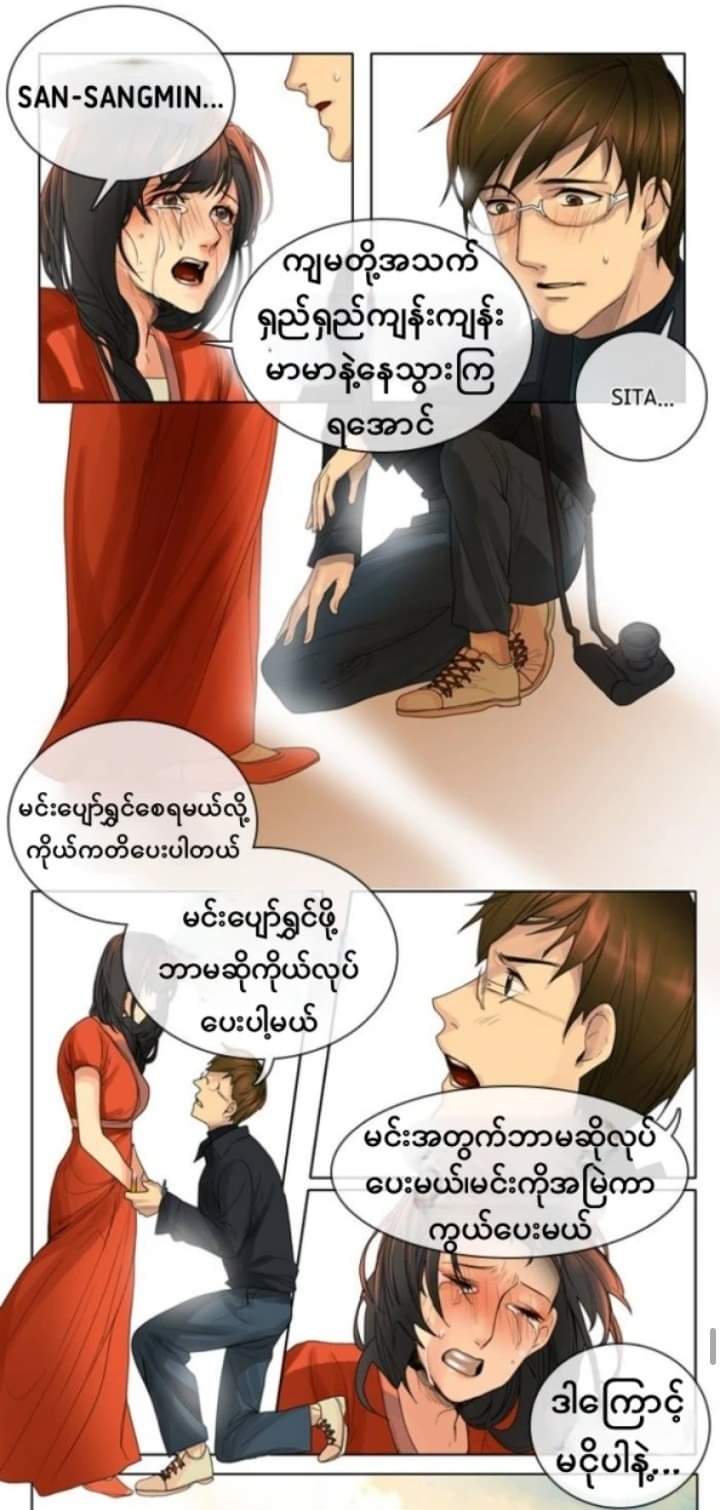 SAN-SANGMIN...
ကျမတို့အသက်
ရှည်ရှည်ကျန်းကျန်း
မာမာနဲ့နေသွားကြ
ရအောင်
SITA...
မင်းပျော်ရွှင်စေရမယ်လို့
ကိုယ်ကတိပေးပါတယ်
မင်းပျော်ရွှင်ဖို့
ဘာမဆိုကိုယ်လုပ်
ပေးပါ့မယ်
မင်းအတွက်ဘာမဆိုလုပ်
ပေးမယ်၊မင်းကိုအမြဲကာ
ကွယ်ပေးမယ်
ဒါကြောင့်
မငိုပါနဲ့...